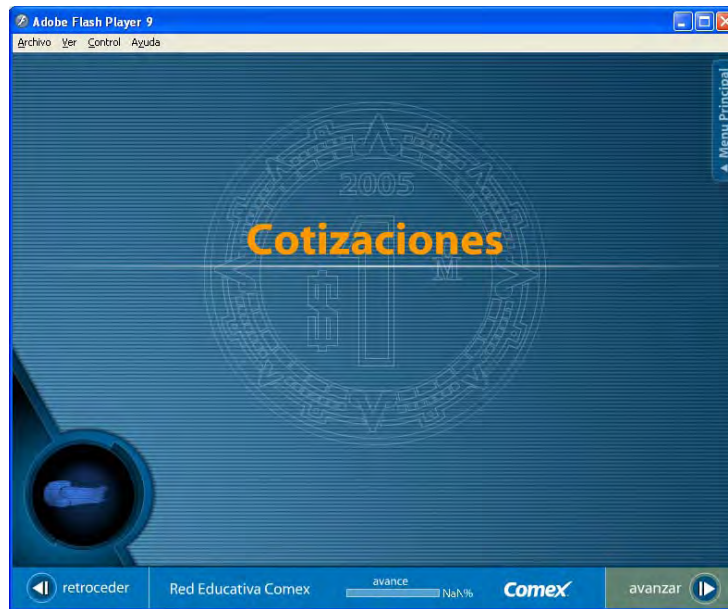 Adobe Flash Player 9
Archivo Ver Control Ayuda
Menu Principal
2005
Cotizaciones
$1
M
retroceder
Red Educativa Comex
avance
NaN%
Comex
avanzar